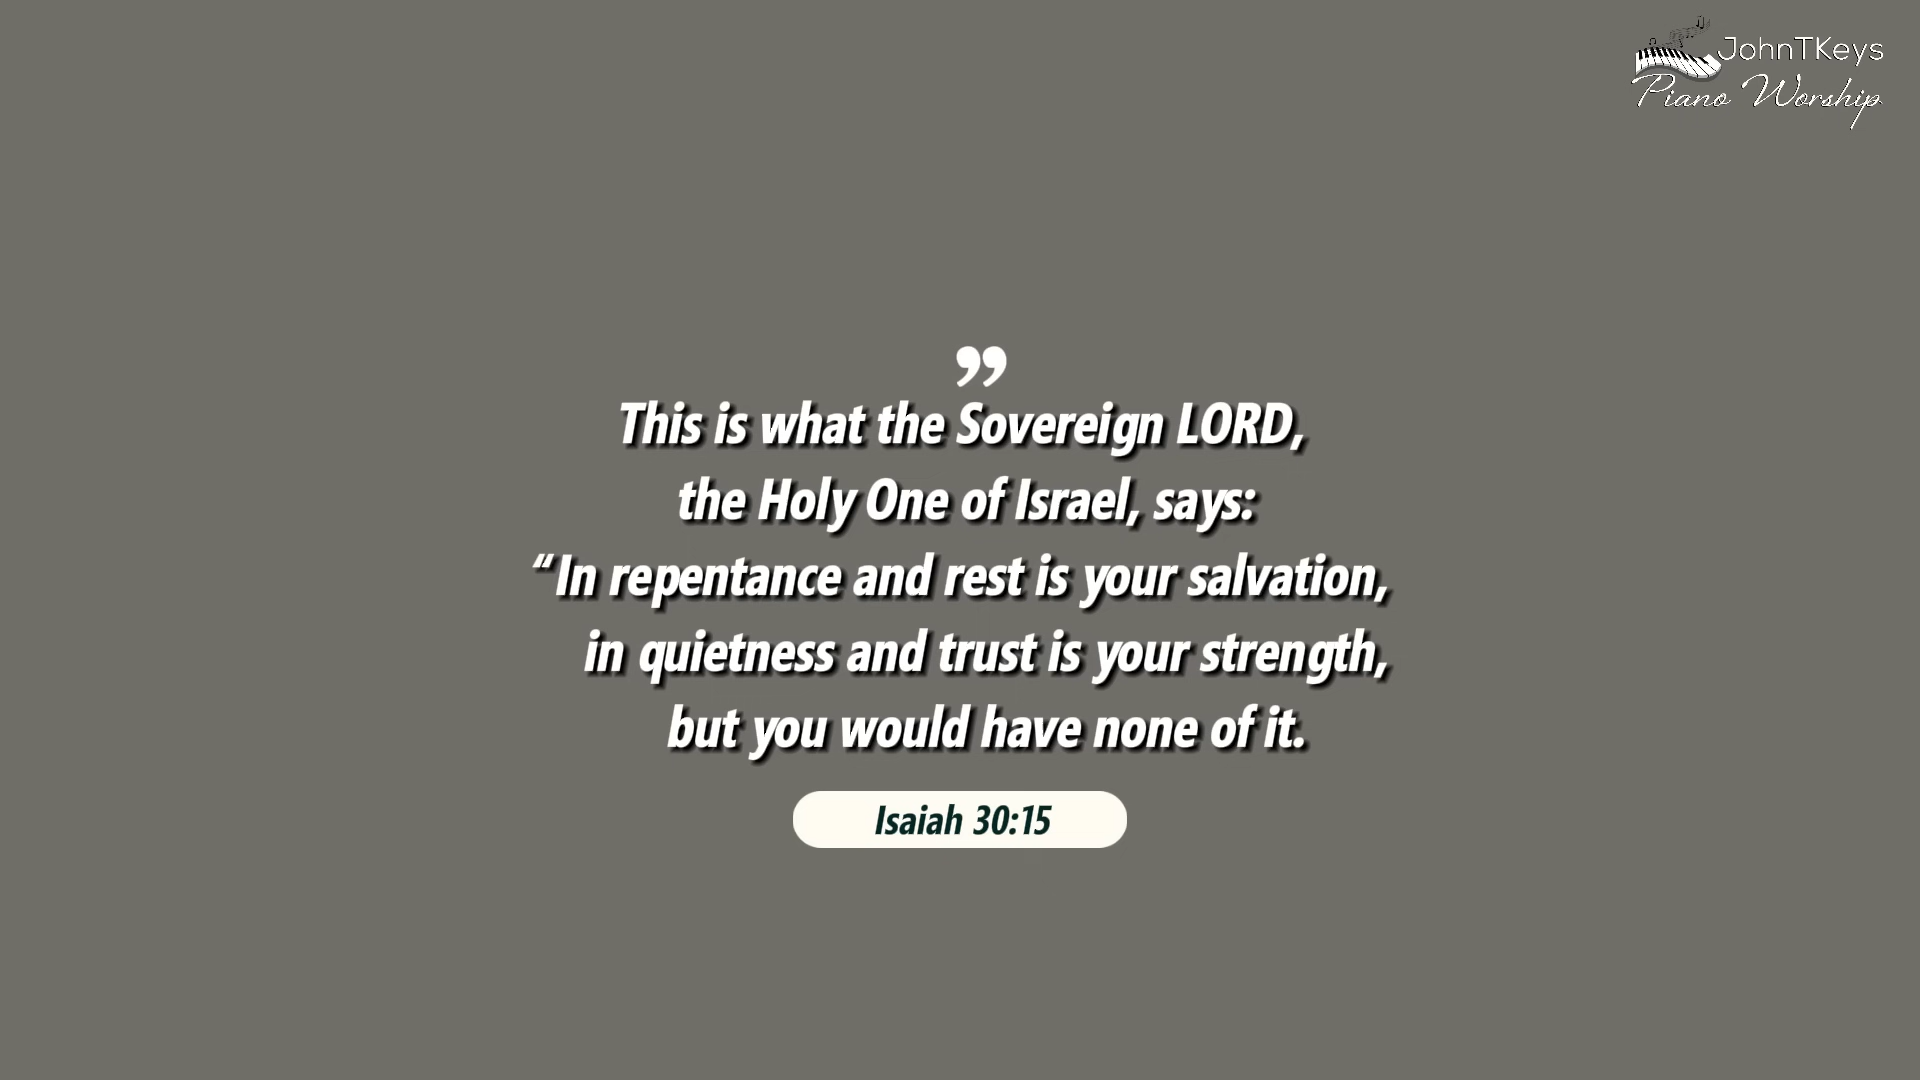 JohnTKeys
Piano Worship
”
This is what the Sovereign LORD,
the Holy One of Israel, says:
“In repentance and rest is your salvation,
in quietness and trust is your strength,
but you would have none of it.
Isaiah 30:15